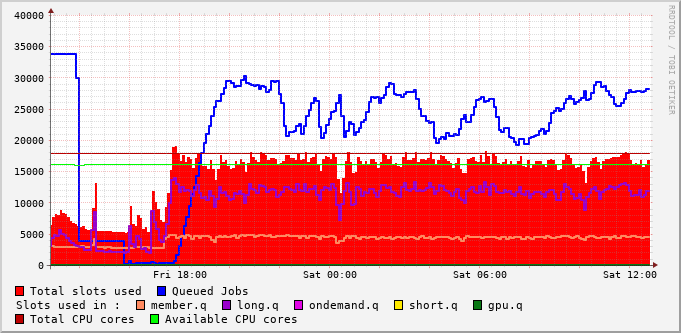 40000
35000
30000
25000
20000
15000
10000
5000
0
Fri 18:00 Sat 00:00 Sat 06:00 Sat 12:00
Total slots used Queued Jobs
Slots used in : member.q long.q ondemand.q short.q gpu.q
Total CPU cores Available CPU cores
RRDTOOL / TOBI OETIKER